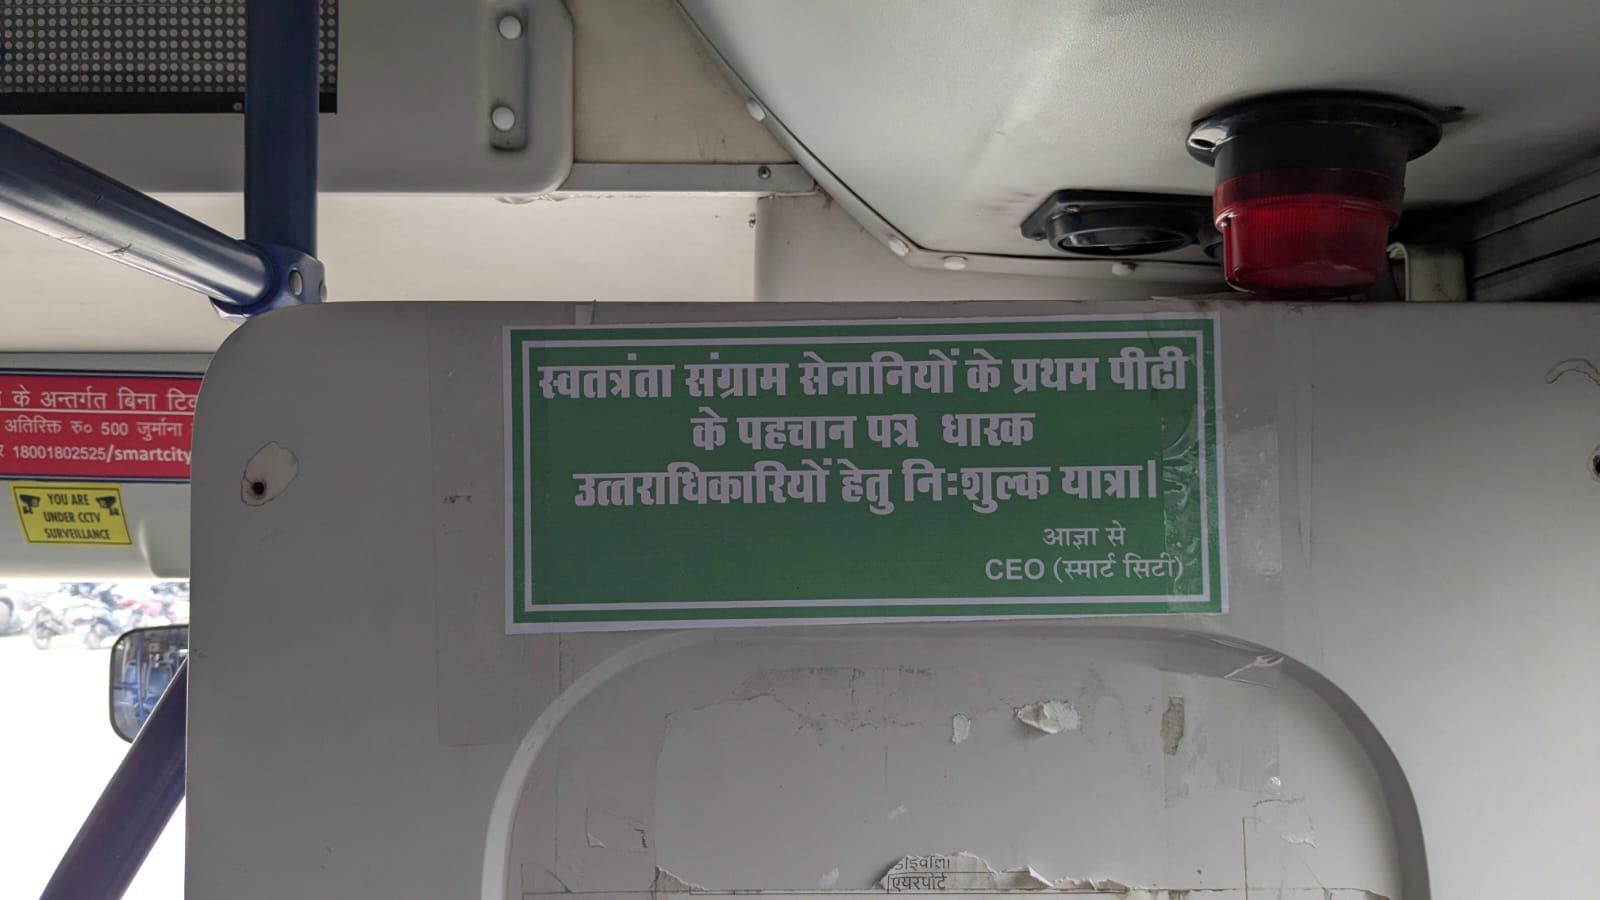 के अन्तर्गत बिना
अतिरिक्त रु० 500 जुर्माना
18001802525/smartcity
YOU ARE
UNDER CCTV
SURVEILLANCE
स्वतत्रंता संग्राम सेनानियों के प्रथम पीढी
के पहचान पत्र धारक
उत्तराधिकारियों हेतु निःशुल्क यात्रा।
आज्ञा से
CEO (स्मार्ट सिटी)
एयरपोर्ट